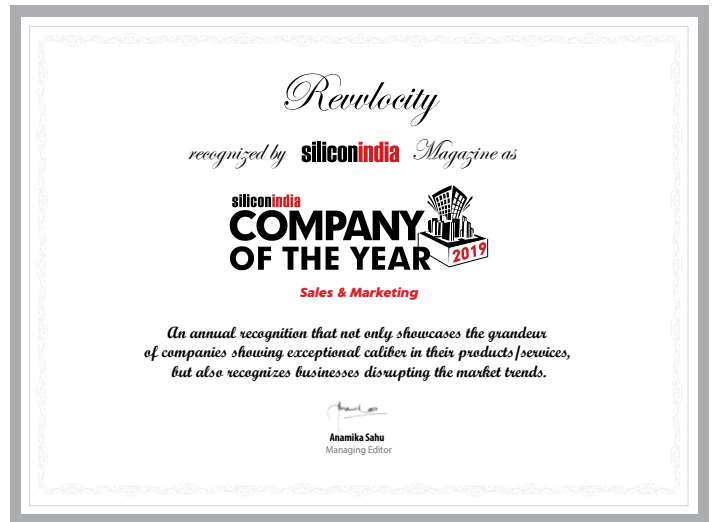 Revvlocity
recognized by siliconindia Magazine as
siliconindia
COMPANY
OF THE YEAR 2019
Sales & Marketing
An annual recognition that not only showcases the grandeur
of companies showing exceptional caliber in their products/services,
but also recognizes businesses disrupting the market trends.
Anamika Sahu
Managing Editor